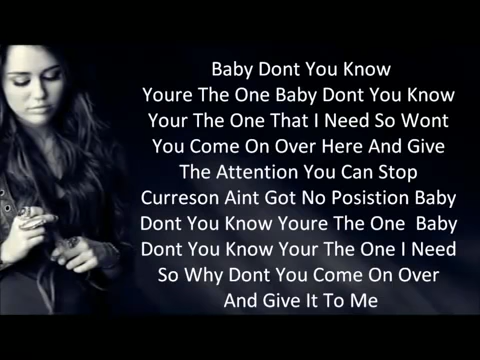 Baby Dont You Know
Youre The One Baby Dont You Know
Your The One That I Need So Wont
You Come On Over Here And Give
The Attention You Can Stop
Curreson Aint Got No Posistion Baby
Dont You Know Youre The One  Baby
Dont You Know Your The One I Need
So Why Dont You Come On Over
And Give It To Me